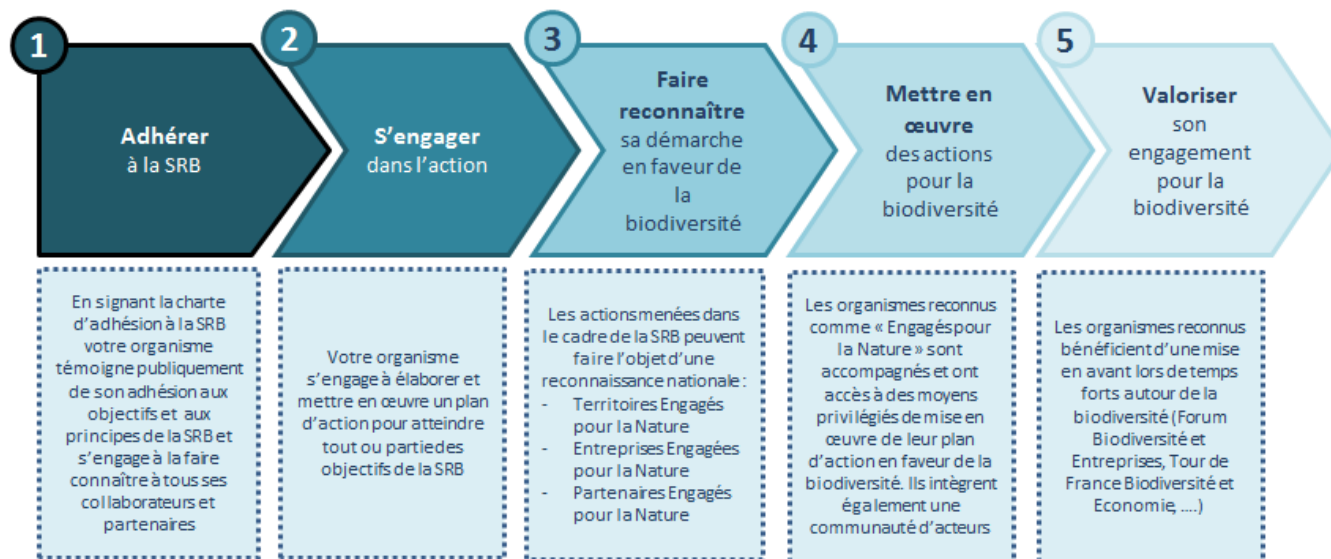 1
Adhérer
à la SRB
2
S'engager
dans l'action
3
Faire
reconnaître
sa démarche
en faveur de
la
biodiversité
4
Mettre en
œuvre
des actions
pour la
biodiversité
5
Valoriser
son
engagement
pour la
biodiversité
En signant la charte
d'adhésion à la SRB
votre organisme
témoigne publiquement
de son adhésion aux
objectifs et aux
principes de la SRB et
s'engage à la faire
connaître à tous ses
collaborateurs et
partenaires
Votre organisme
s'engage à élaborer et
mettre en œuvre un plan
d'action pour atteindre
tout ou partie des
objectifs de la SRB
Les actions menées dans
le cadre de la SRB peuvent
faire l'objet d'une
reconnaissance nationale :
- Territoires Engagés
pour la Nature
- Entreprises Engagées
pour la Nature
- Partenaires Engagés
pour la Nature
Les organismes reconnus
comme « Engagés pour
la Nature » sont
accompagnés et ont
accès à des moyens
privilégiés de mise en
œuvre de leur plan
d'action en faveur de la
biodiversité. Ils intègrent
également une
communauté d'acteurs
Les organismes reconnus
bénéficient d'une mise
en avant lors de temps
forts autour de la
biodiversité (Forum
Biodiversité et
Entreprises, Tour de
France Biodiversité et
Economie, ....)